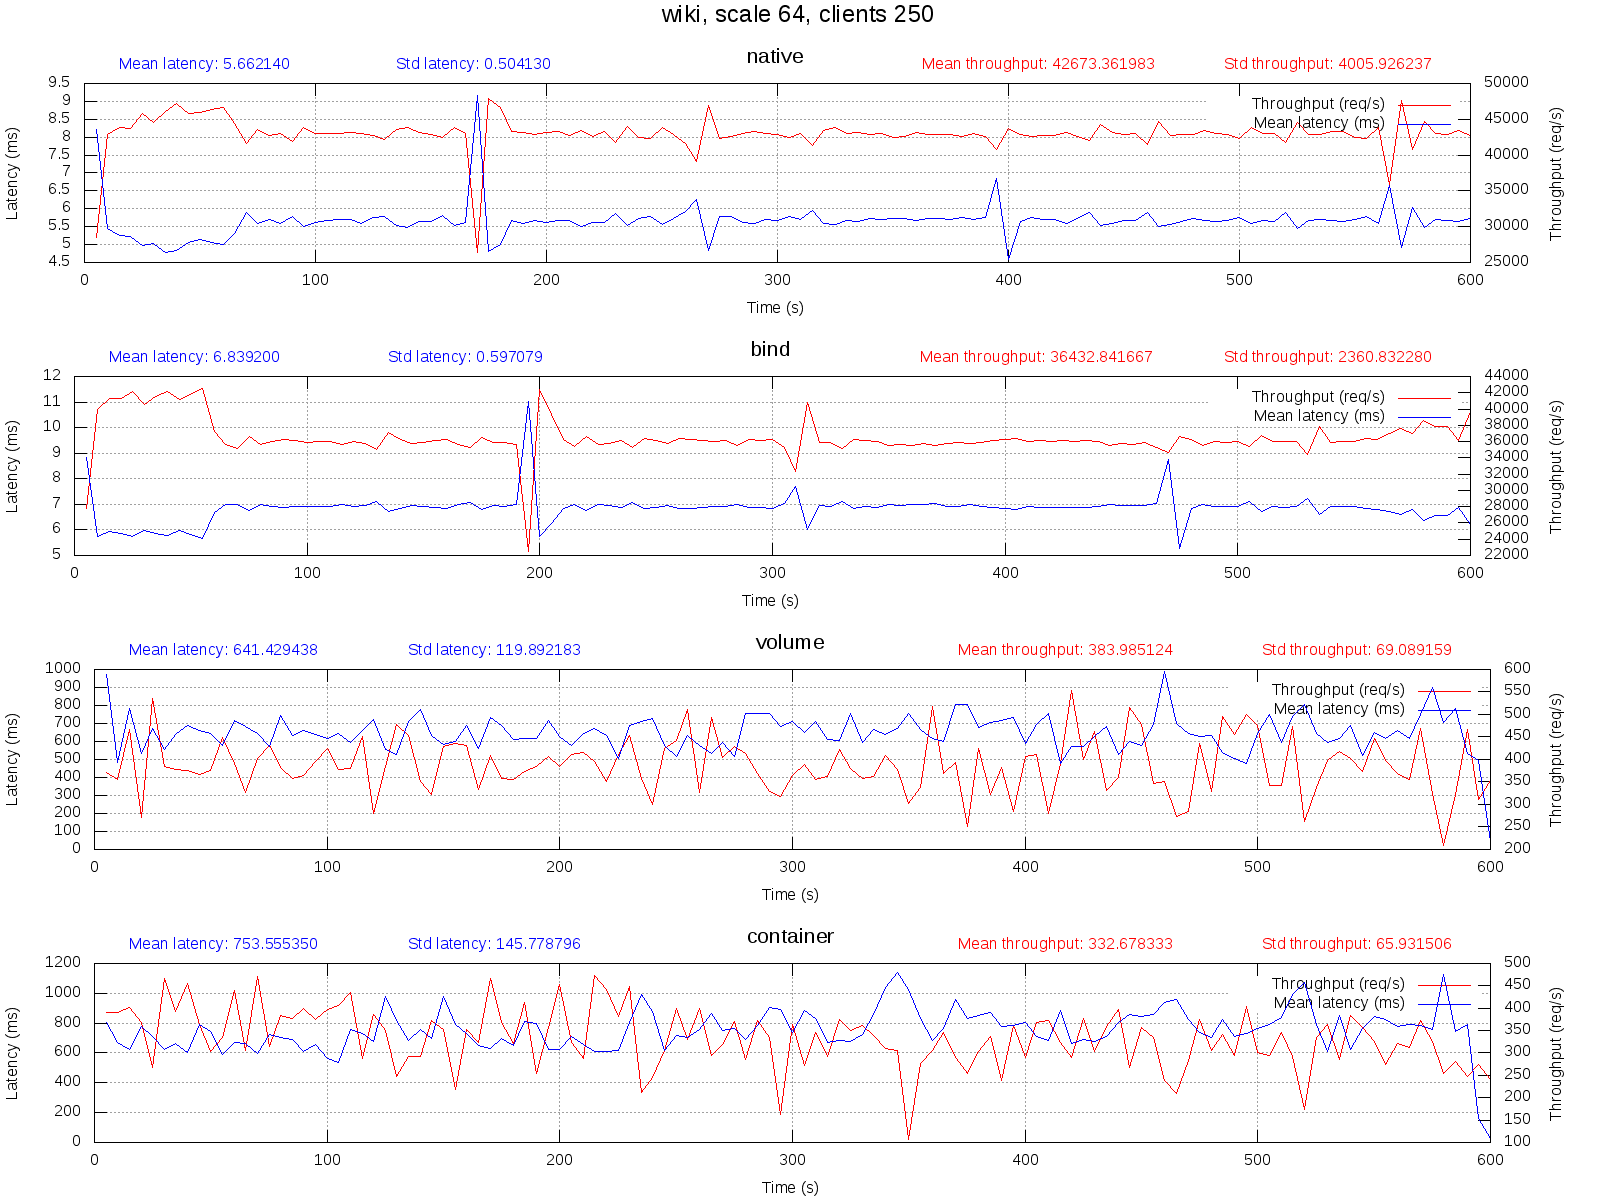 wiki, scale 64, clients 250
native
Mean latency: 5.662140 Std latency: 0.504130 Mean throughput: 42673.361983 Std throughput: 4005.926237
Latency (ms)
9.5
9
8.5
8
7.5
7
6.5
6
5.5
5
4.5
Throughput (req/s)
Mean latency (ms)
50000
45000
40000
35000
30000
25000
Throughput (req/s)
0 100 200 300 400 500 600
Time (s)
bind
Mean latency: 6.839200 Std latency: 0.597079 Mean throughput: 36432.841667 Std throughput: 2360.832280
Latency (ms)
12
11
10
9
8
7
6
5
Throughput (req/s)
Mean latency (ms)
44000
42000
40000
38000
36000
34000
32000
30000
28000
26000
24000
22000
Throughput (req/s)
0 100 200 300 400 500 600
Time (s)
volume
Mean latency: 641.429438 Std latency: 119.892183 Mean throughput: 383.985124 Std throughput: 69.089159
Latency (ms)
1000
900
800
700
600
500
400
300
200
100
0
Throughput (req/s)
Mean latency (ms)
600
550
500
450
400
350
300
250
200
Throughput (req/s)
0 100 200 300 400 500 600
Time (s)
container
Mean latency: 753.555350 Std latency: 145.778796 Mean throughput: 332.678333 Std throughput: 65.931506
Latency (ms)
1200
1000
800
600
400
200
0
Throughput (req/s)
Mean latency (ms)
500
450
400
350
300
250
200
150
100
Throughput (req/s)
0 100 200 300 400 500 600
Time (s)